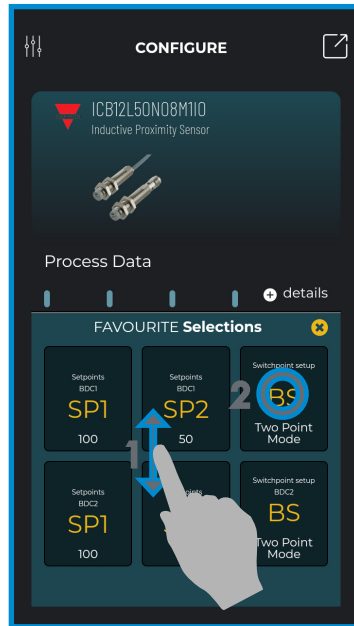 CONFIGURE
ICB12L50N08M1IO
Inductive Proximity Sensor
Process Data
+ details
FAVOURITE Selections
Setpoints
BDC1
SP1
100
Setpoints
BDC1
SP2
50
Switchpoint setup
BS
Two Point
Mode
1
2
Setpoints
BDC2
SP1
100
Switchpoint setup
BDC2
BS
Two Point
Mode